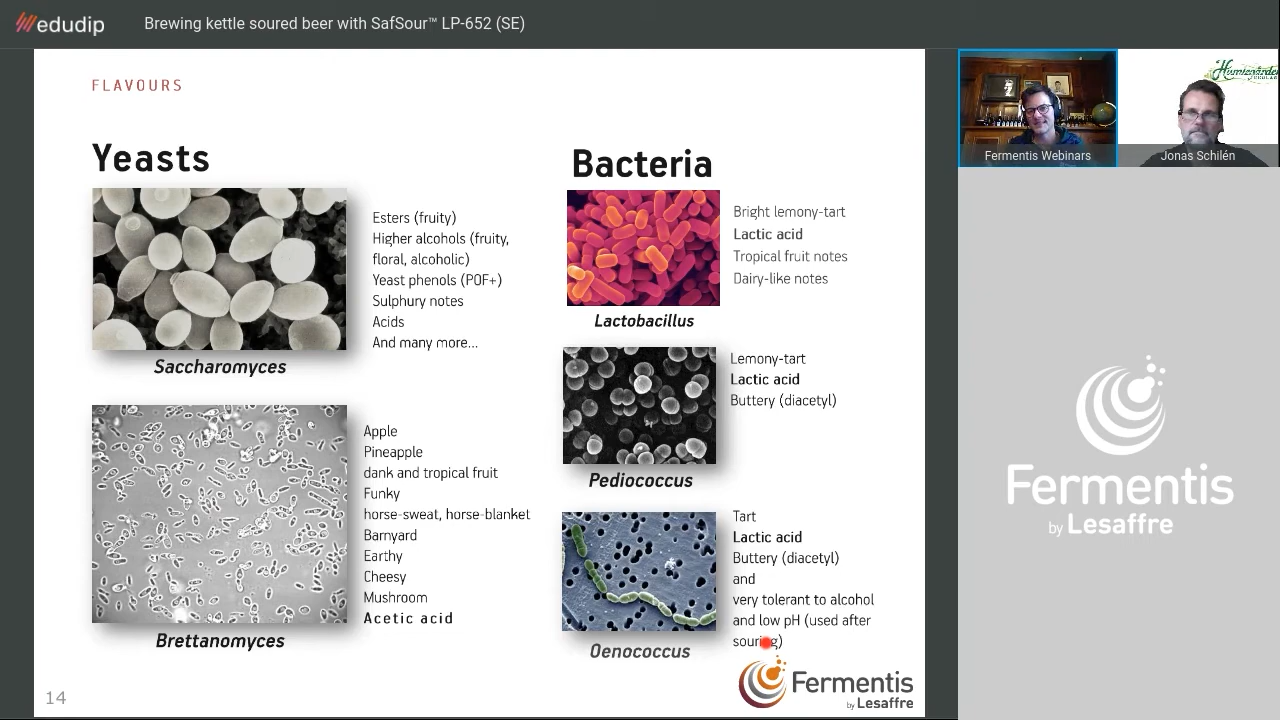 edudip
Brewing kettle soured beer with SafSour™ LP-652 (SE)
FLAVOURS
Yeasts
Esters (fruity)
Higher alcohols (fruity,
floral, alcoholic)
Yeast phenols (POF+)
Sulphury notes
Acids
And many more...
Saccharomyces
Apple
Pineapple
dank and tropical fruit
Funky
horse-sweat, horse-blanket
Barnyard
Earthy
Cheesy
Mushroom
Acetic acid
Brettanomyces
Bacteria
Bright lemony-tart
Lactic acid
Tropical fruit notes
Dairy-like notes
Lactobacillus
Lemony-tart
Lactic acid
Buttery (diacetyl)
Pediococcus
Tart
Lactic acid
Buttery (diacetyl)
and
very tolerant to alcohol
and low pH (used after
souring)
Oenococcus
14
Fermentis
by Lesaffre
Fermentis Webinars
Jonas Schilén
Fermentis
by Lesaffre